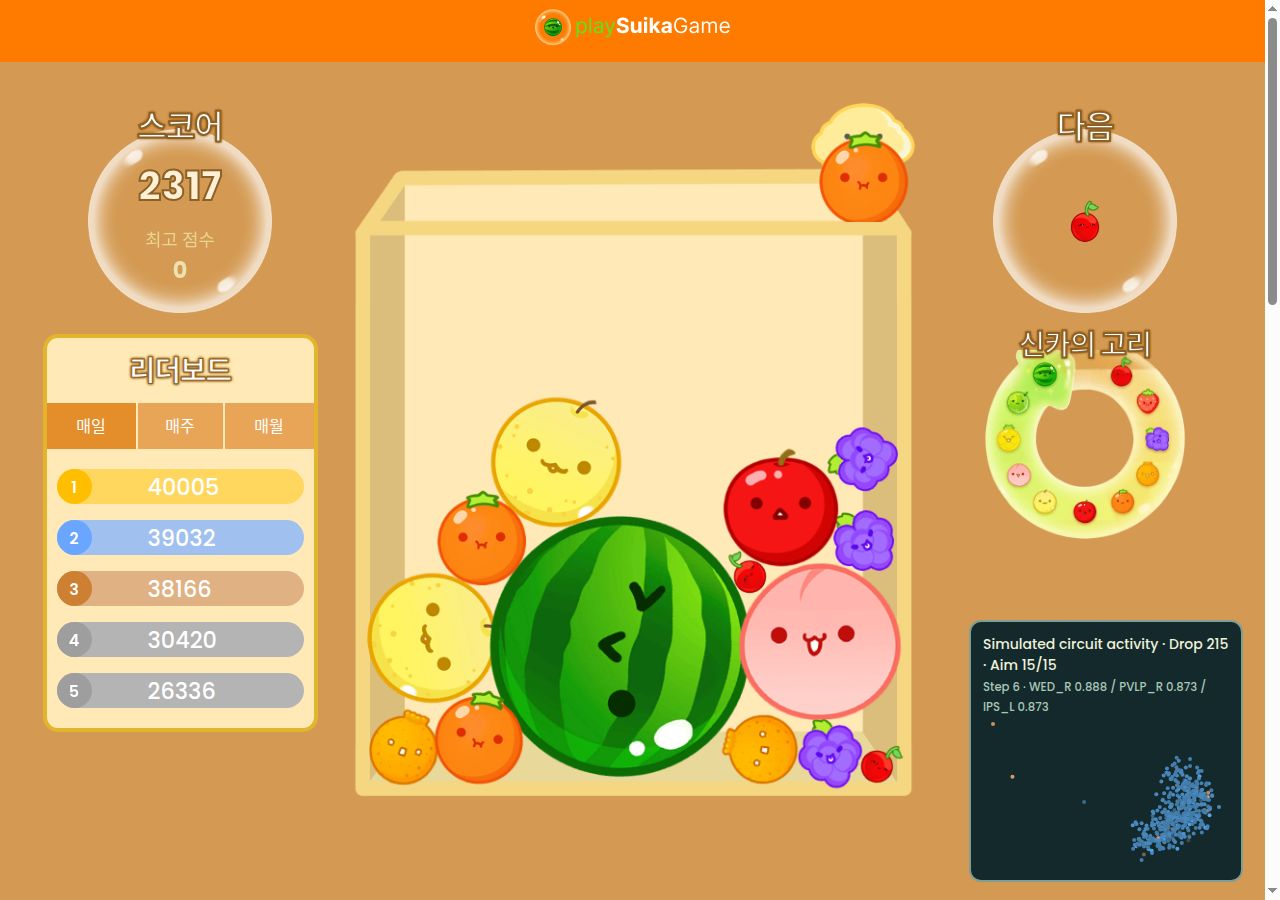 playSuikaGame
스코어
2317
최고 점수
0
리더보드
매일 매주 매월
1 40005
2 39032
3 38166
4 30420
5 26336
다음
신카의 고리
Simulated circuit activity · Drop 215
· Aim 15/15
Step 6 · WED_R 0.888 / PVLP_R 0.873 /
IPS_L 0.873